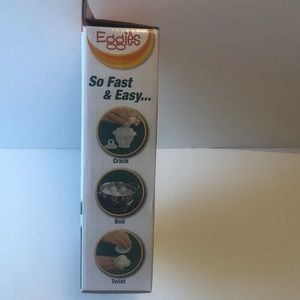 Eggies
So Fast
& Easy...
Crack
Boil
Twist